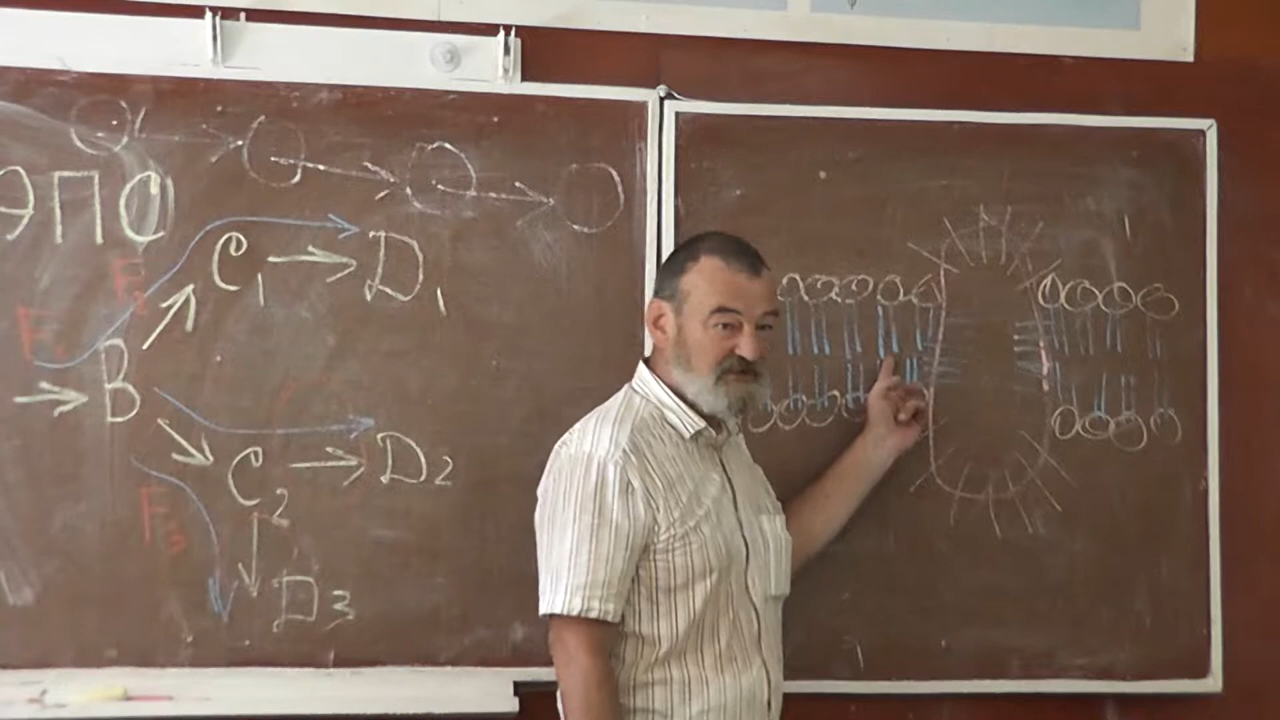 ЭПС
C₁ → D₁
F₂
F₁
→ B
C₂ → D₂
F₃
D₃